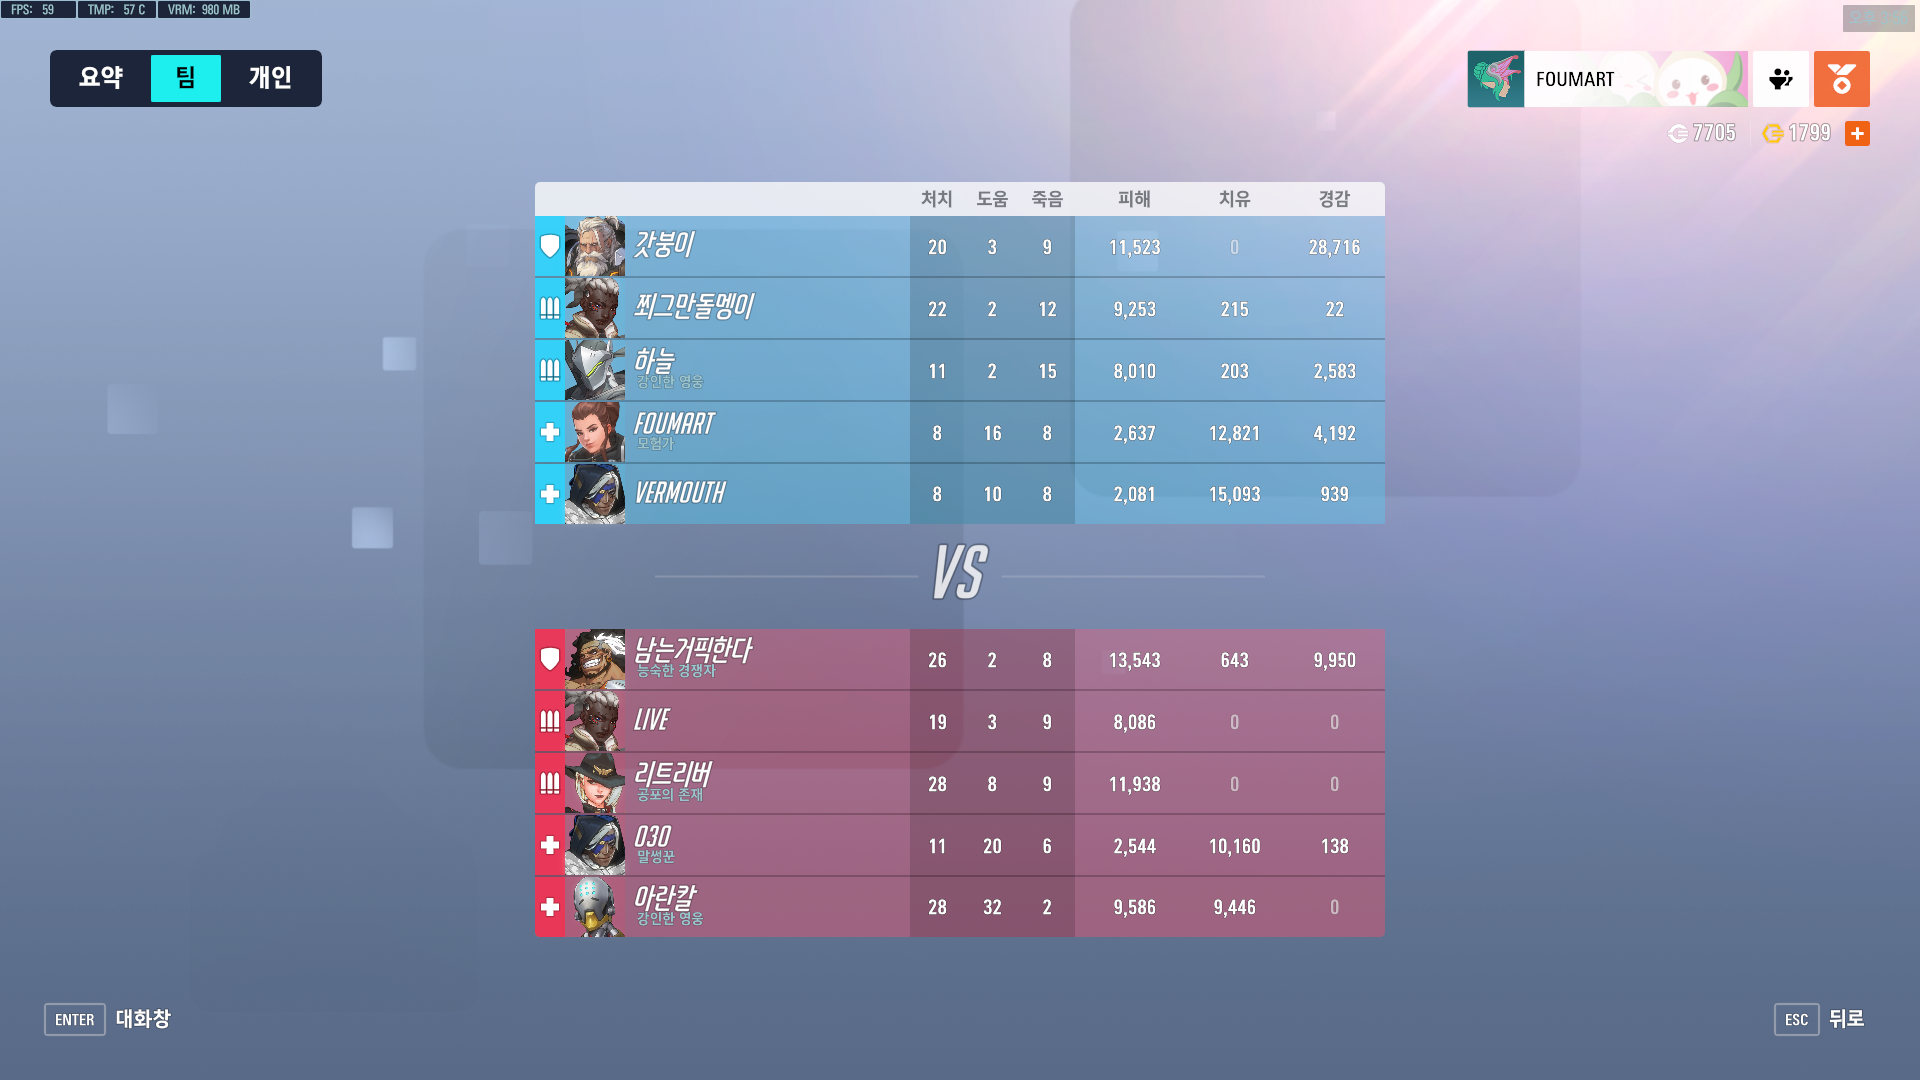 FPS: 59 TMP: 57 C VRM: 980 MB
요약 팀 개인
FOUMART
7705 1799
처치 도움 죽음 피해 치유 경감
갓붕이 20 3 9 11,523 0 28,716
쬐그만돌멩이 22 2 12 9,253 215 22
하늘 11 2 15 8,010 203 2,583
강인한 영웅
FOUMART 8 16 8 2,637 12,821 4,192
모험가
VERMOUTH 8 10 8 2,081 15,093 939
VS
남는거픽한다 26 2 8 13,543 643 9,950
능숙한 경쟁자
LIVE 19 3 9 8,086 0 0
리트리버 28 8 9 11,938 0 0
공포의 존재
030 11 20 6 2,544 10,160 138
말썽꾼
아란칼 28 32 2 9,586 9,446 0
강인한 영웅
ENTER 대화창
ESC 뒤로